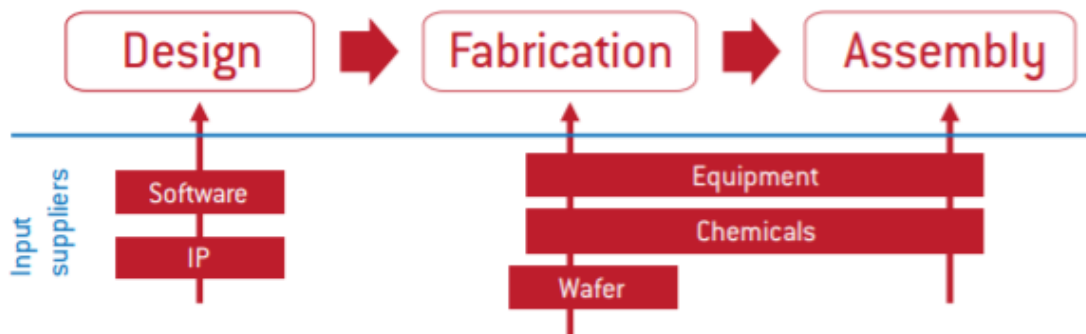 Design
Fabrication
Assembly
Input
suppliers
Software
IP
Equipment
Chemicals
Wafer